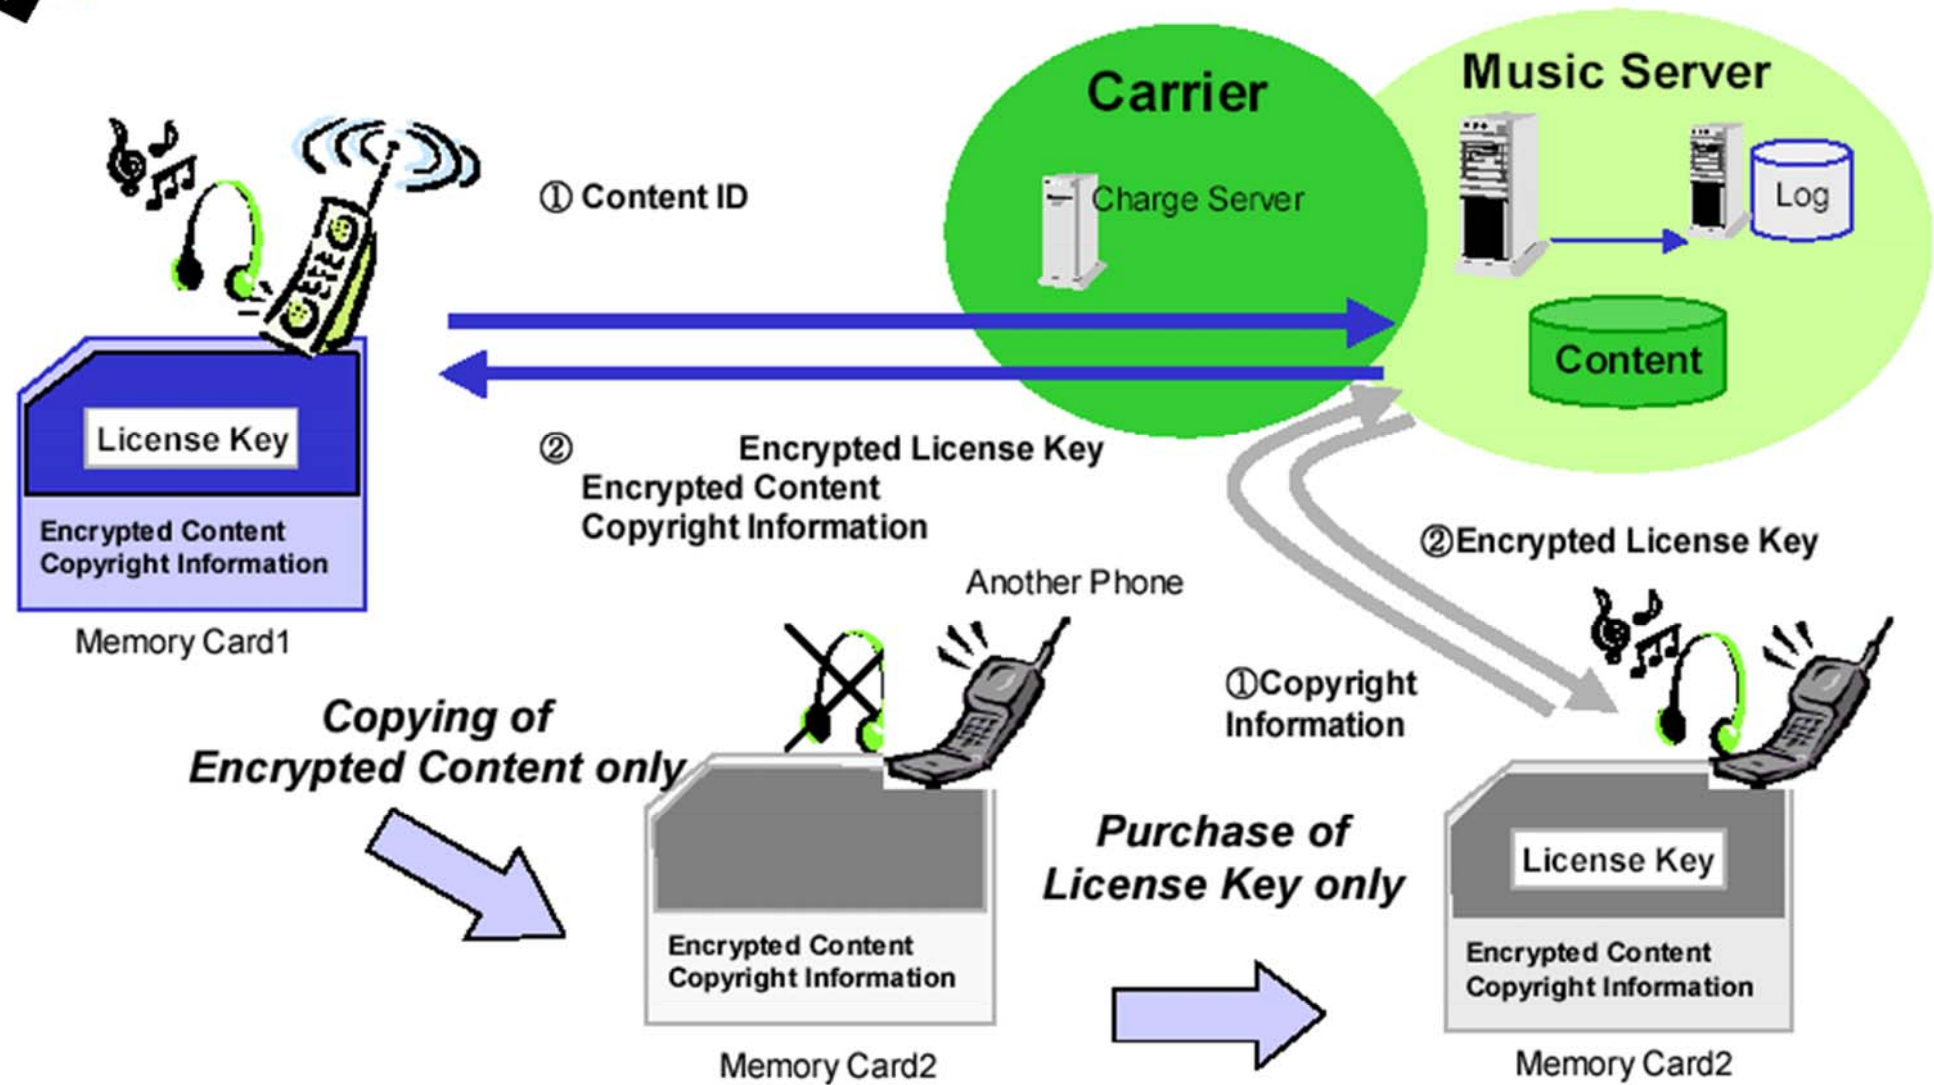 Carrier
Music Server
Charge Server
Log
Content
① Content ID
License Key
Encrypted Content
Copyright Information
Memory Card1
② Encrypted License Key
Encrypted Content
Copyright Information
②Encrypted License Key
Another Phone
①Copyright
Information
Copying of
Encrypted Content only
Encrypted Content
Copyright Information
Memory Card2
Purchase of
License Key only
License Key
Encrypted Content
Copyright Information
Memory Card2